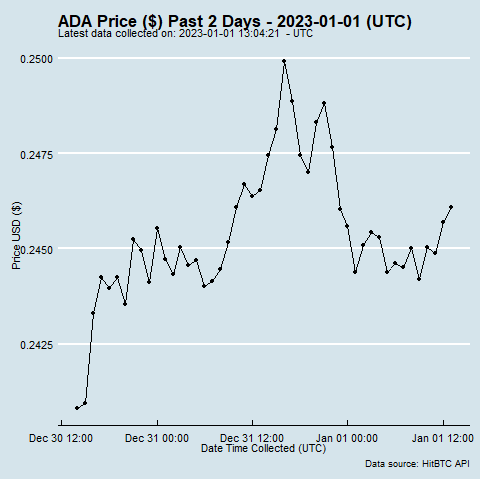 ADA Price ($) Past 2 Days - 2023-01-01 (UTC)
Latest data collected on: 2023-01-01 13:04:21  - UTC
0.2500
0.2475
0.2450
0.2425
Price USD ($)
Dec 30 12:00 Dec 31 00:00 Dec 31 12:00 Jan 01 00:00 Jan 01 12:00
Date Time Collected (UTC)
Data source: HitBTC API